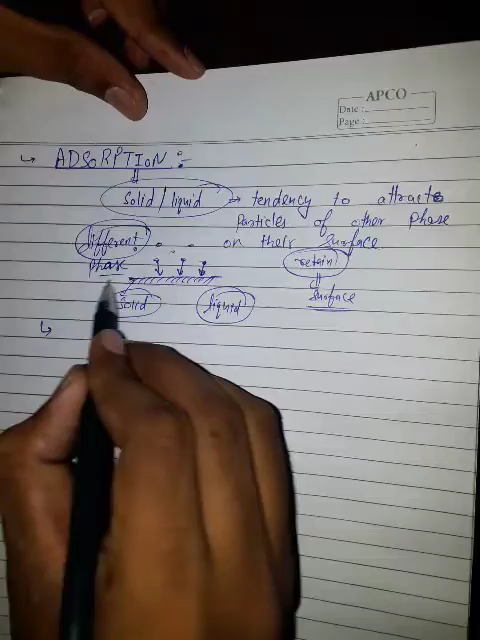 APCO
Date :
Page :
ADSORPTION :-
Solid / liquid → tendency to attracts
Particles of other phase
different on their surface
Phase retain
Solid liquid surface